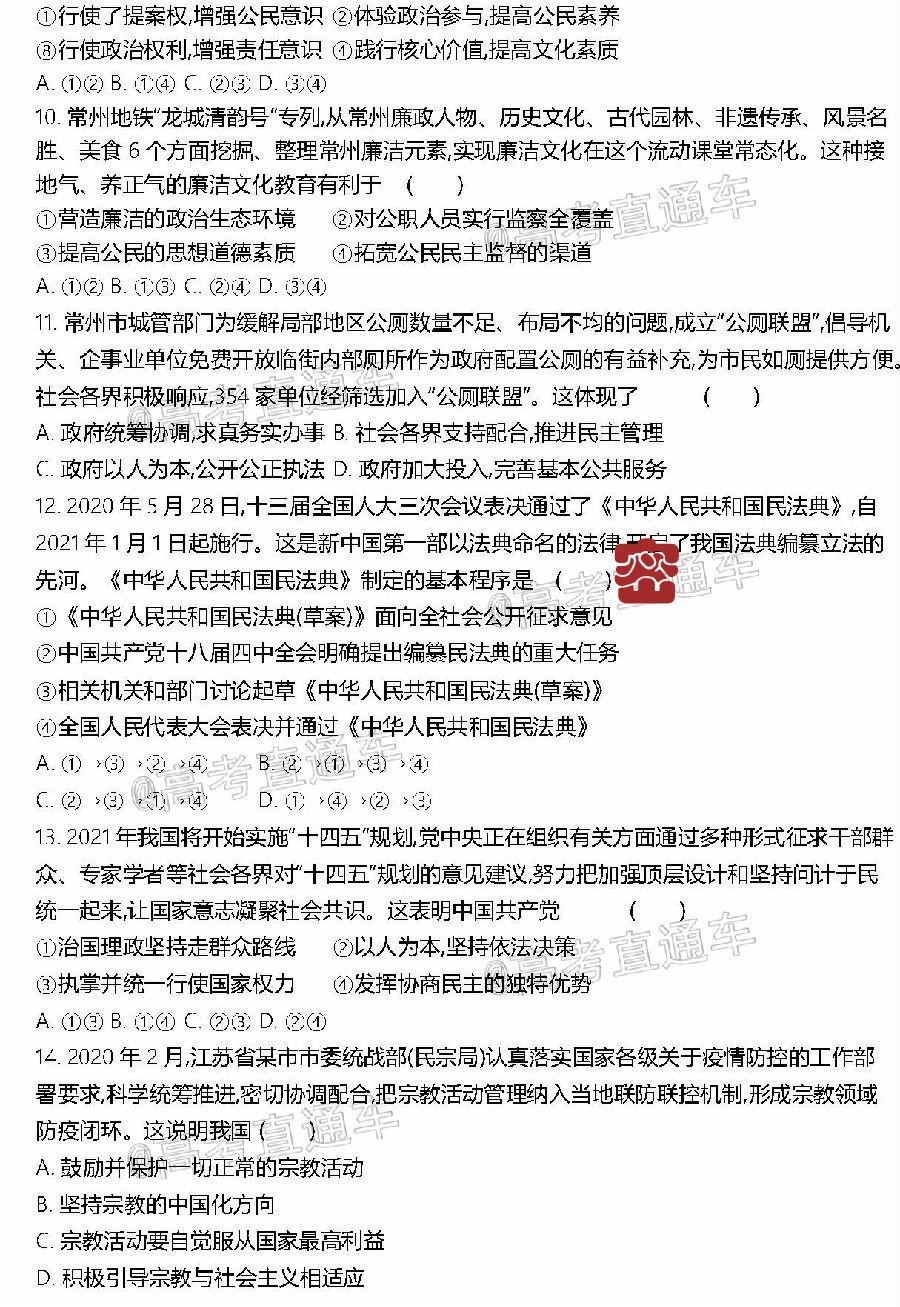 ①行使了提案权,增强公民意识 ②体验政治参与,提高公民素养
⑧行使政治权利,增强责任意识 ④践行核心价值,提高文化素质
A. ①② B. ①④ C. ②③ D. ③④
10. 常州地铁“龙城清韵号”专列,从常州廉政人物、历史文化、古代园林、非遗传承、风景名
胜、美食 6 个方面挖掘、整理常州廉洁元素,实现廉洁文化在这个流动课堂常态化。这种接
地气、养正气的廉洁文化教育有利于 ( )
①营造廉洁的政治生态环境 ②对公职人员实行监察全覆盖
③提高公民的思想道德素质 ④拓宽公民民主监督的渠道
A. ①② B. ①③ C. ②④ D. ③④
11. 常州市城管部门为缓解局部地区公厕数量不足、布局不均的问题,成立“公厕联盟”,倡导机
关、企事业单位免费开放临街内部厕所作为政府配置公厕的有益补充,为市民如厕提供方便。
社会各界积极响应,354 家单位经筛选加入“公厕联盟”。这体现了 ( )
A. 政府统筹协调,求真务实办事 B. 社会各界支持配合,推进民主管理
C. 政府以人为本,公开公正执法 D. 政府加大投入,完善基本公共服务
12. 2020 年 5 月 28 日,十三届全国人大三次会议表决通过了《中华人民共和国民法典》,自
2021 年 1 月 1 日起施行。这是新中国第一部以法典命名的法律,开启了我国法典编纂立法的
先河。《中华人民共和国民法典》制定的基本程序是 ( )
①《中华人民共和国民法典(草案)》面向全社会公开征求意见
②中国共产党十八届四中全会明确提出编纂民法典的重大任务
③相关机关和部门讨论起草《中华人民共和国民法典(草案)》
④全国人民代表大会表决并通过《中华人民共和国民法典》
A. ①→③→②→④ B. ②→①→③→④
C. ②→③→①→④ D. ①→④→②→③
13. 2021 年我国将开始实施“十四五”规划,党中央正在组织有关方面通过多种形式征求干部群
众、专家学者等社会各界对“十四五”规划的意见建议,努力把加强顶层设计和坚持问计于民
统一起来,让国家意志凝聚社会共识。这表明中国共产党 ( )
①治国理政坚持走群众路线 ②以人为本,坚持依法决策
③执掌并统一行使国家权力 ④发挥协商民主的独特优势
A. ①③ B. ①④ C. ②③ D. ②④
14. 2020 年 2 月,江苏省某市市委统战部(民宗局)认真落实国家各级关于疫情防控的工作部
署要求,科学统筹推进,密切协调配合,把宗教活动管理纳入当地联防联控机制,形成宗教领域
防疫闭环。这说明我国 ( )
A. 鼓励并保护一切正常的宗教活动
B. 坚持宗教的中国化方向
C. 宗教活动要自觉服从国家最高利益
D. 积极引导宗教与社会主义相适应
@高考直通车
@高考直通车
@高考直通车
@高考直通车
@高考直通车
@高考直通车